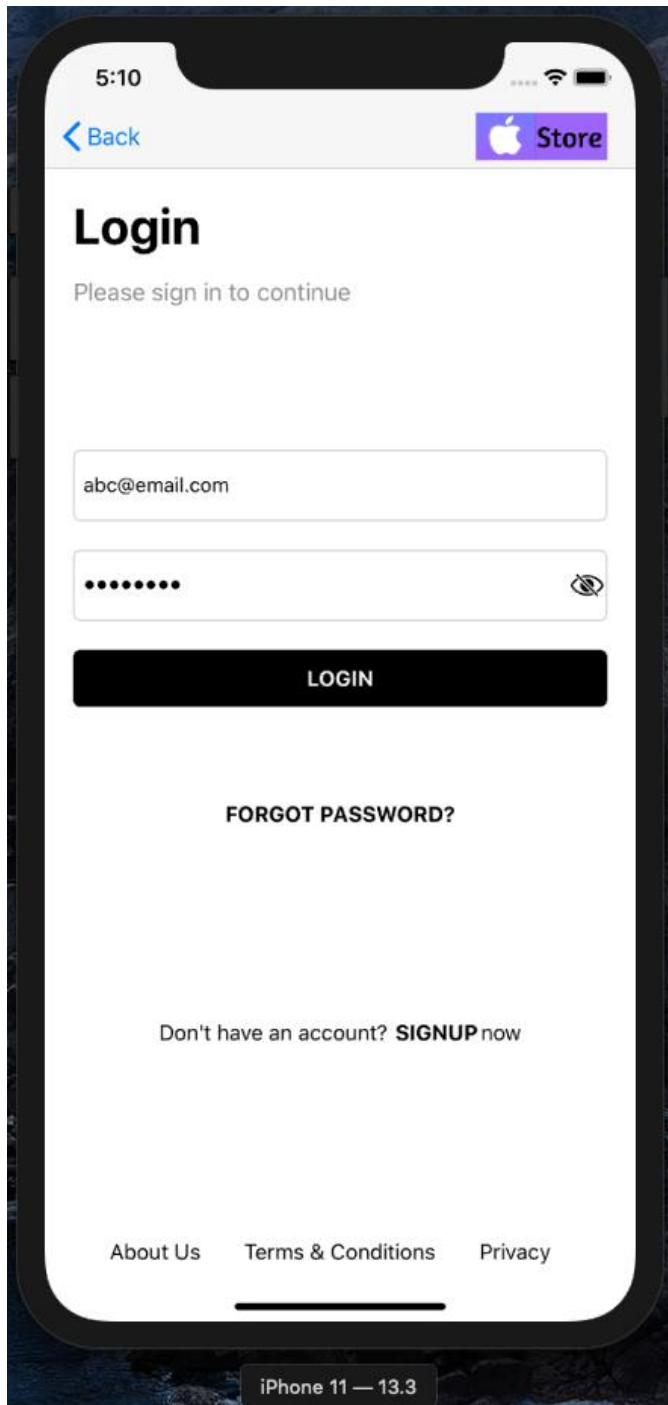 5:10
Back
Store
Login
Please sign in to continue
abc@email.com
••••••••
LOGIN
FORGOT PASSWORD?
Don't have an account? SIGNUP now
About Us Terms & Conditions Privacy
iPhone 11 — 13.3